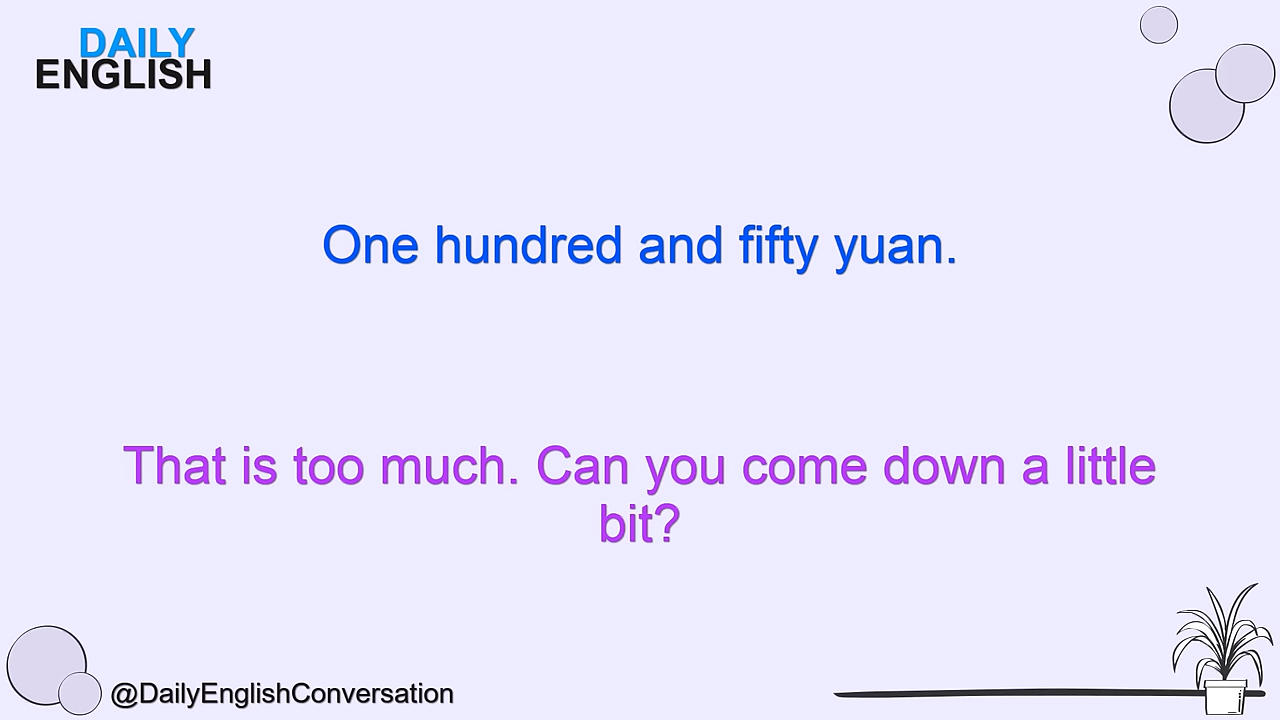 DAILY
ENGLISH
One hundred and fifty yuan.
That is too much. Can you come down a little
bit?
@DailyEnglishConversation